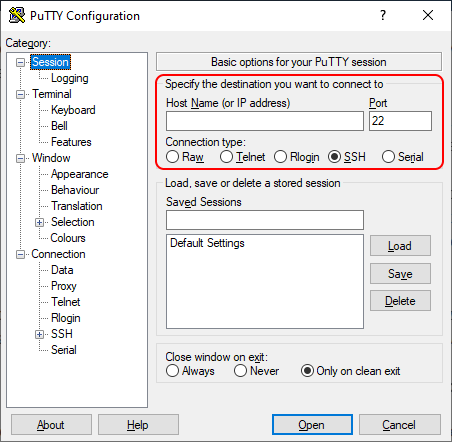 PuTTY Configuration
Category:
Session
Logging
Terminal
Keyboard
Bell
Features
Window
Appearance
Behaviour
Translation
Selection
Colours
Connection
Data
Proxy
Telnet
Rlogin
SSH
Serial
Basic options for your PuTTY session
Specify the destination you want to connect to
Host Name (or IP address) Port
22
Connection type:
Raw Telnet Rlogin SSH Serial
Load, save or delete a stored session
Saved Sessions
Default Settings
Load
Save
Delete
Close window on exit:
Always Never Only on clean exit
About Help Open Cancel